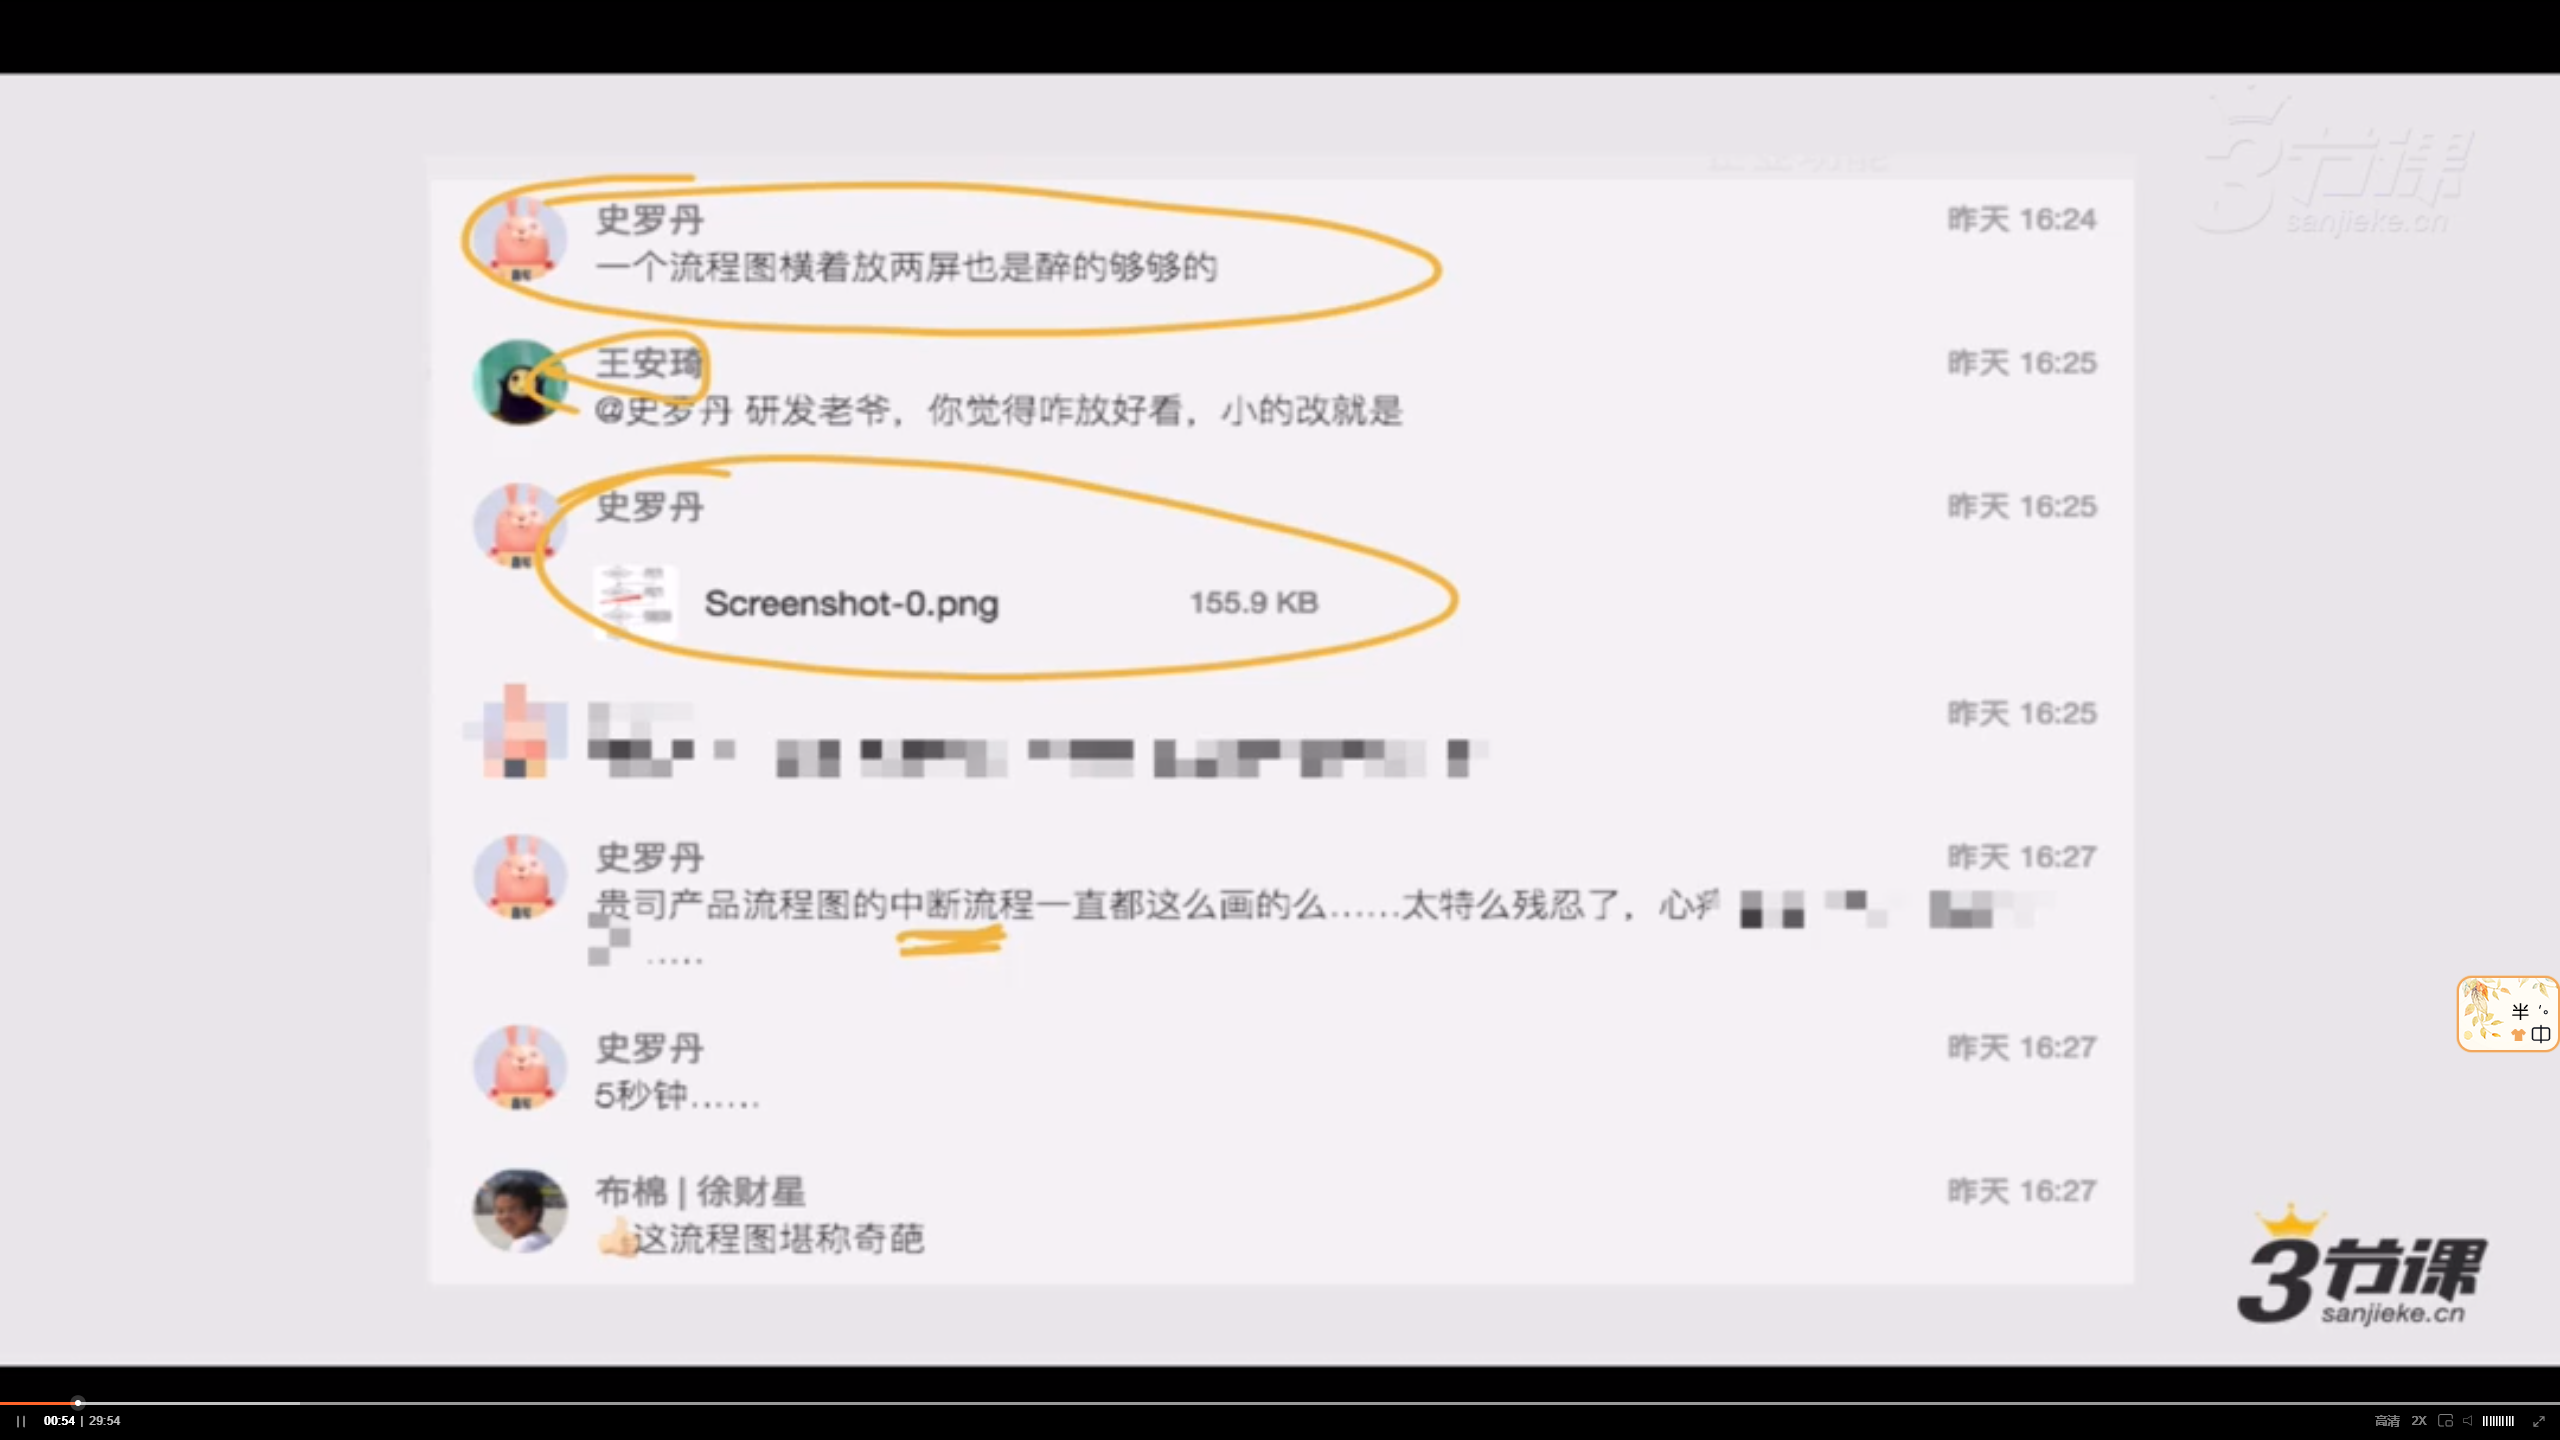 3节课
sanjieke.cn
史罗丹
昨天 16:24
一个流程图横着放两屏也是醉的够够的
王安琦
昨天 16:25
@史罗丹 研发老爷，你觉得咋放好看，小的改就是
史罗丹
昨天 16:25
Screenshot-0.png
155.9 KB
昨天 16:25
史罗丹
昨天 16:27
贵司产品流程图的中断流程一直都这么画的么……太特么残忍了，心
……
史罗丹
昨天 16:27
5秒钟……
布棉 | 徐财星
昨天 16:27
👍这流程图堪称奇葩
半
中
3节课
sanjieke.cn
00:54 | 29:54
高清 2X